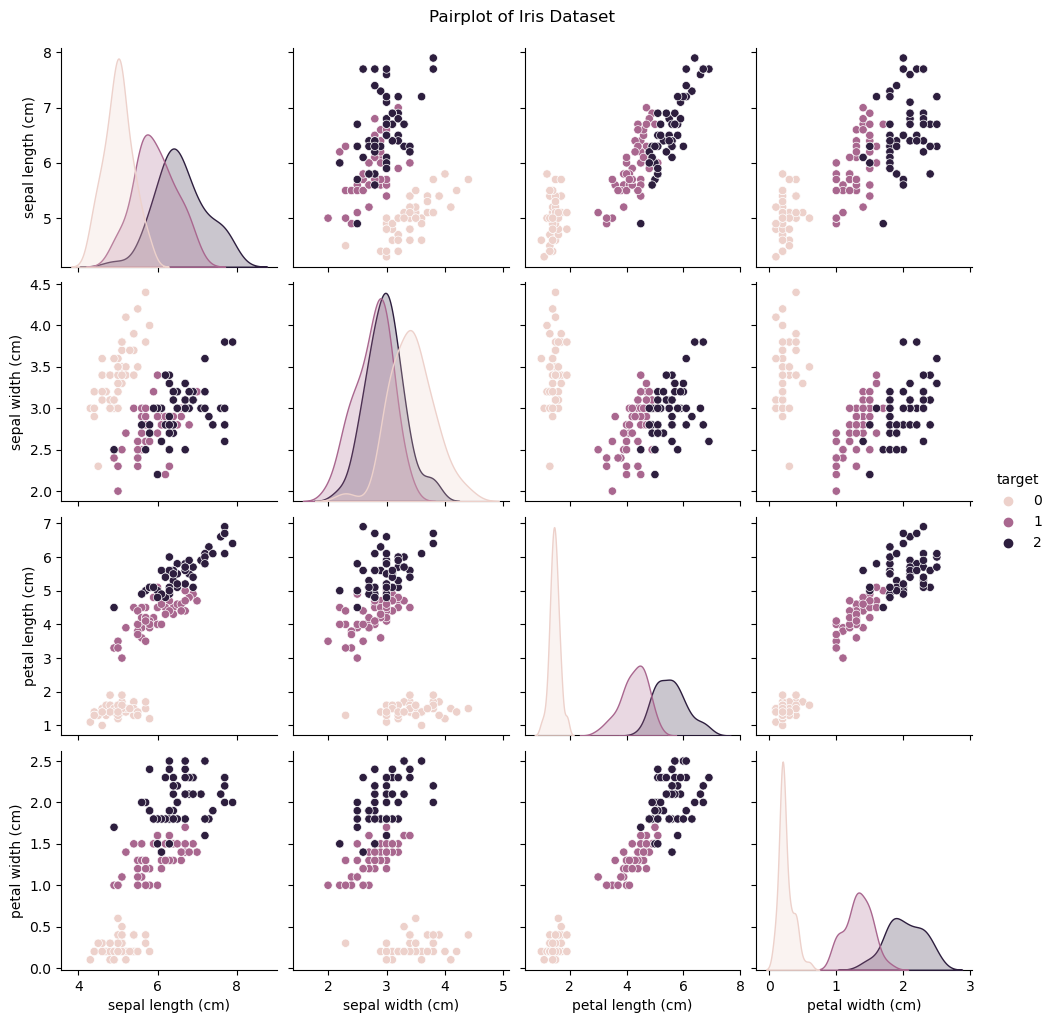 Pairplot of Iris Dataset
sepal length (cm)
8
7
6
5
sepal width (cm)
4.5
4.0
3.5
3.0
2.5
2.0
target
0
1
2
petal length (cm)
7
6
5
4
3
2
1
petal width (cm)
2.5
2.0
1.5
1.0
0.5
0.0
4 6 8
2 3 4 5
2 4 6 8
0 1 2 3
sepal length (cm)
sepal width (cm)
petal length (cm)
petal width (cm)